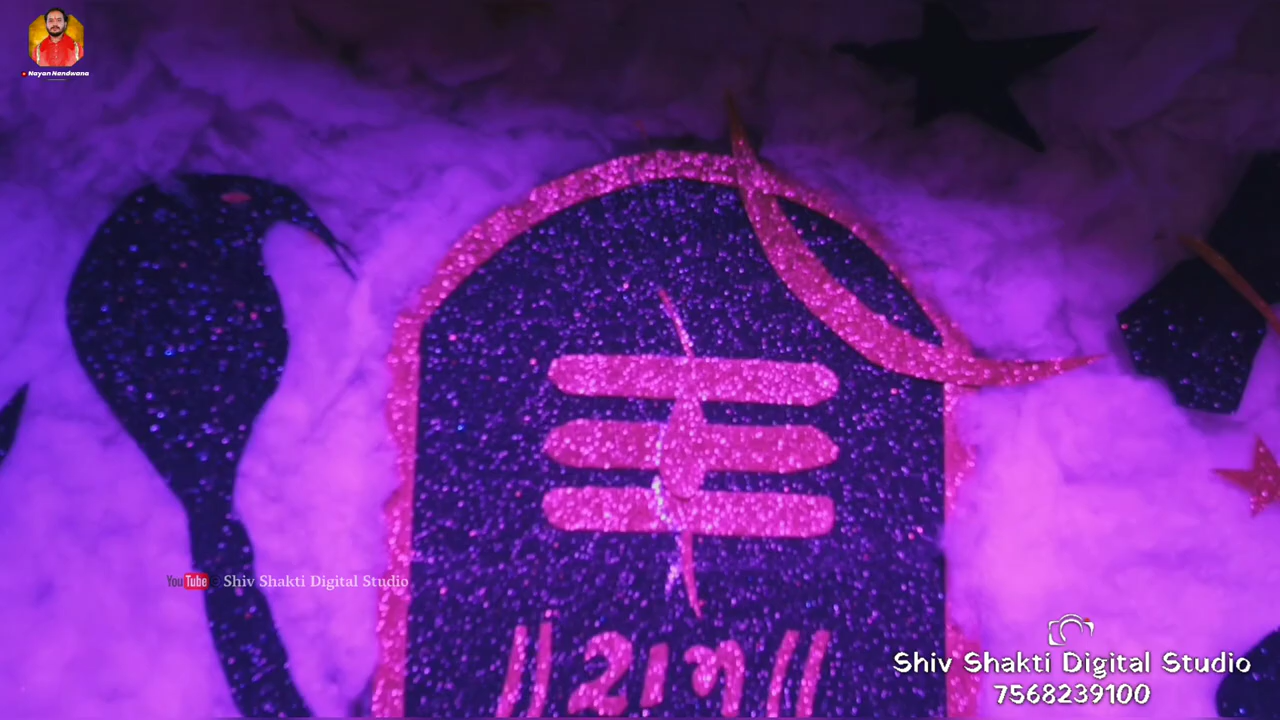 Nayan Nandwana
YouTube © Shiv Shakti Digital Studio
|| રામ ||
Shiv Shakti Digital Studio
7568239100